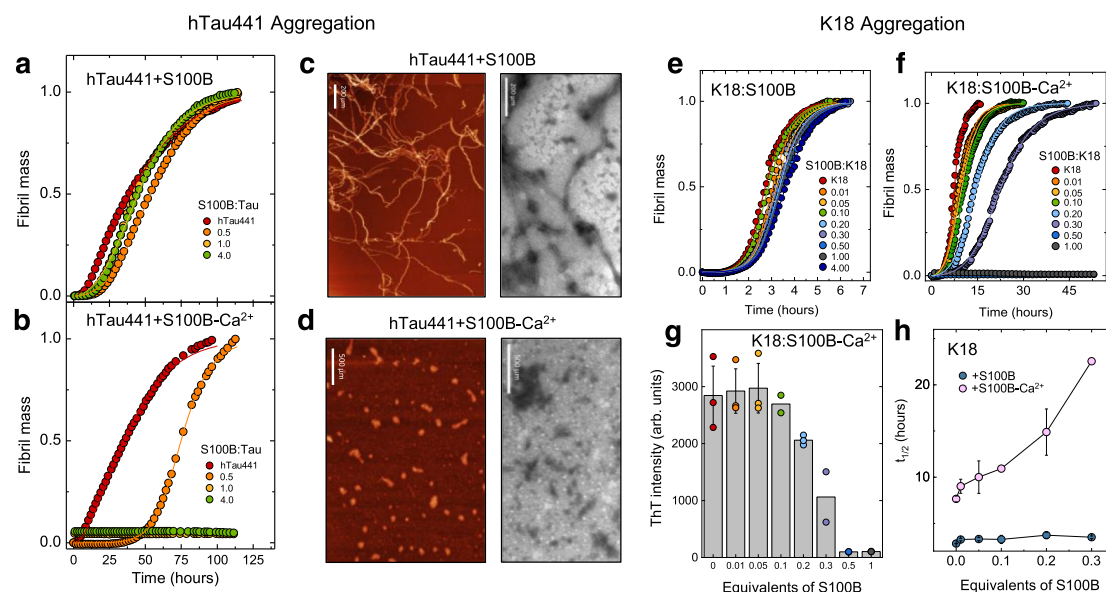 hTau441 Aggregation
K18 Aggregation
a
hTau441+S100B
Fibril mass
1.0
0.5
0.0
S100B:Tau
hTau441
0.5
1.0
4.0
b
hTau441+S100B-Ca²⁺
Fibril mass
1.0
0.5
0.0
S100B:Tau
hTau441
0.5
1.0
4.0
0 25 50 75 100 125
Time (hours)
c
hTau441+S100B
200 µm
200 µm
d
hTau441+S100B-Ca²⁺
500 µm
500 µm
e
K18:S100B
Fibril mass
1.0
0.5
0.0
S100B:K18
K18
0.01
0.05
0.10
0.20
0.30
0.50
1.00
4.00
0 1 2 3 4 5 6 7
Time (hours)
f
K18:S100B-Ca²⁺
Fibril mass
1.0
0.5
0.0
S100B:K18
K18
0.01
0.05
0.10
0.20
0.30
0.50
1.00
0 15 30 45
Time (hours)
g
K18:S100B-Ca²⁺
ThT intensity (arb. units)
3000
2000
1000
0
0 0.01 0.05 0.1 0.2 0.3 0.5 1
Equivalents of S100B
h
K18
+S100B
+S100B-Ca²⁺
t1/2 (hours)
20
10
0
0.0 0.1 0.2 0.3
Equivalents of S100B